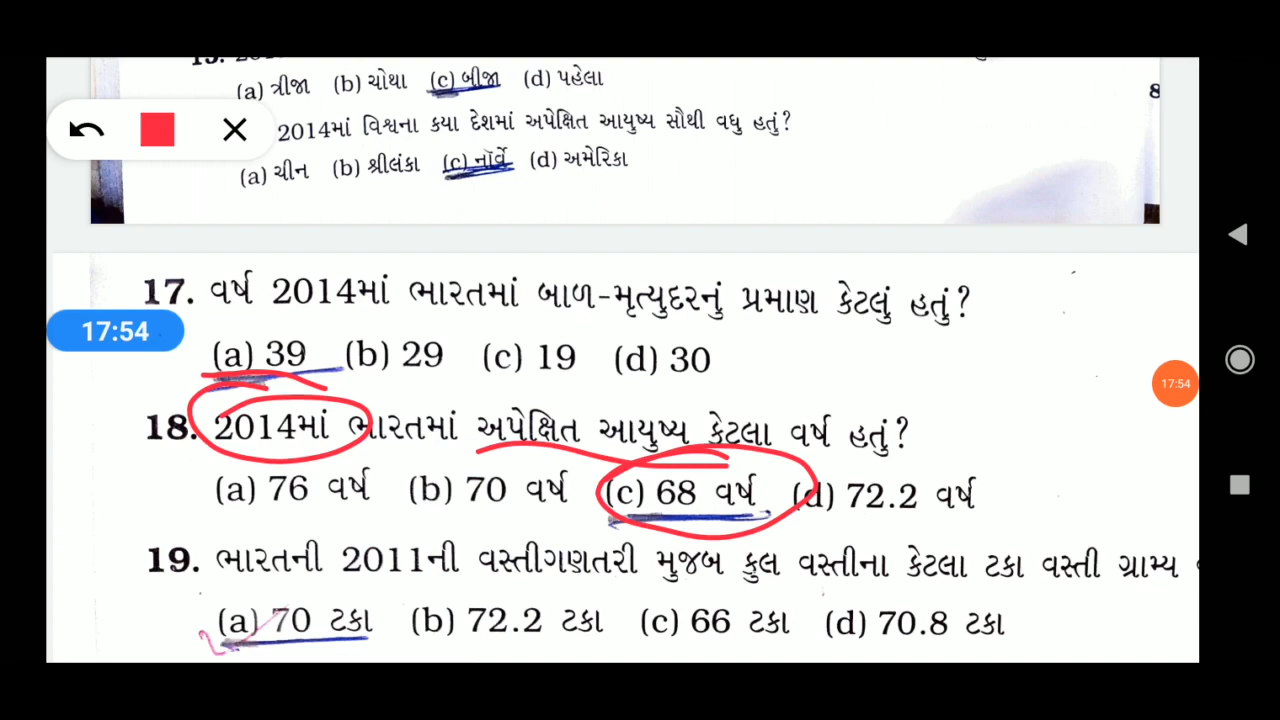 (a) ત્રીજા (b) ચોથા (c) બીજા (d) પહેલા
8
2014માં વિશ્વના કયા દેશમાં અપેક્ષિત આયુષ્ય સૌથી વધુ હતું?
(a) ચીન (b) શ્રીલંકા (c) નૉર્વે (d) અમેરિકા
17. વર્ષ 2014માં ભારતમાં બાળ-મૃત્યુદરનું પ્રમાણ કેટલું હતું?
17:54
(a) 39 (b) 29 (c) 19 (d) 30
17:54
18. 2014માં ભારતમાં અપેક્ષિત આયુષ્ય કેટલા વર્ષ હતું?
(a) 76 વર્ષ (b) 70 વર્ષ (c) 68 વર્ષ (d) 72.2 વર્ષ
19. ભારતની 2011ની વસ્તીગણતરી મુજબ કુલ વસ્તીના કેટલા ટકા વસ્તી ગ્રામ્ય
(a) 70 ટકા (b) 72.2 ટકા (c) 66 ટકા (d) 70.8 ટકા